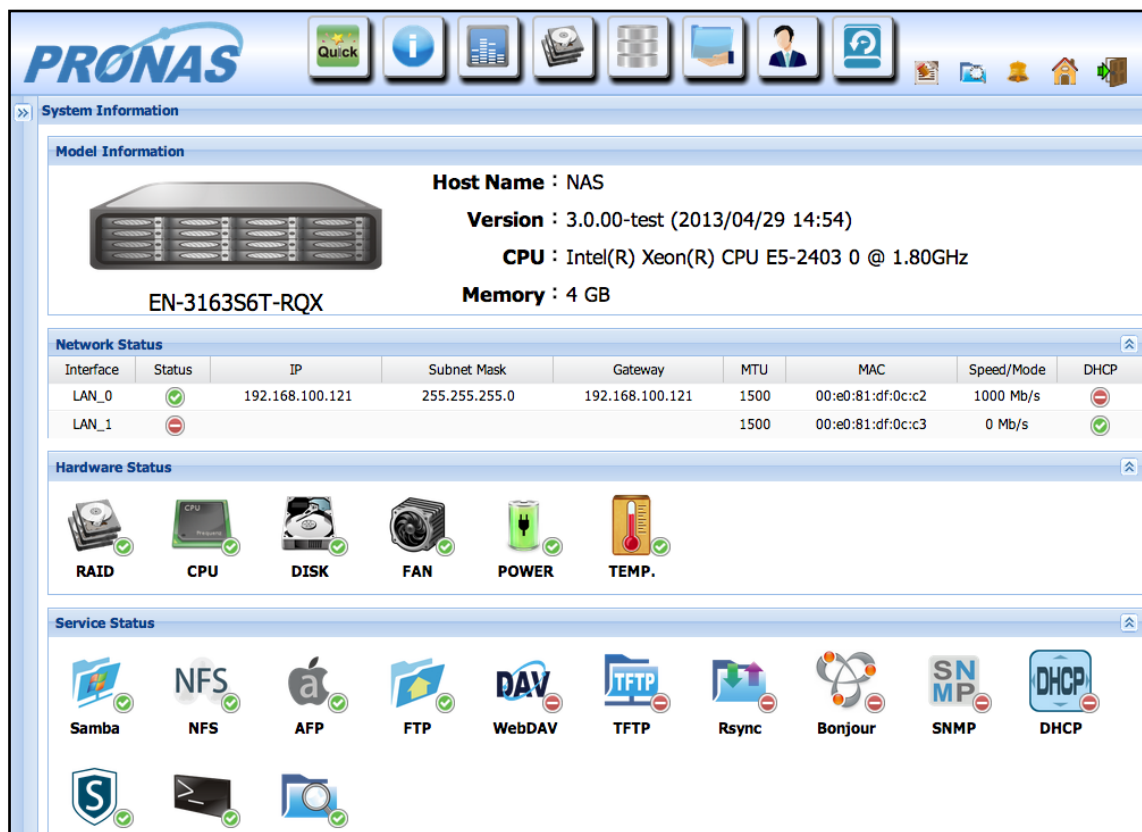 PRONAS
Quick
System Information
Model Information
Host Name : NAS
Version : 3.0.00-test (2013/04/29 14:54)
CPU : Intel(R) Xeon(R) CPU E5-2403 0 @ 1.80GHz
Memory : 4 GB
EN-3163S6T-RQX
Network Status
Interface Status IP Subnet Mask Gateway MTU MAC Speed/Mode DHCP
LAN_0 192.168.100.121 255.255.255.0 192.168.100.121 1500 00:e0:81:df:0c:c2 1000 Mb/s
LAN_1 1500 00:e0:81:df:0c:c3 0 Mb/s
Hardware Status
CPU
RAID CPU DISK FAN POWER TEMP.
Service Status
NFS a DAV TFTP SNMP DHCP
Samba NFS AFP FTP WebDAV TFTP Rsync Bonjour SNMP DHCP
S >_